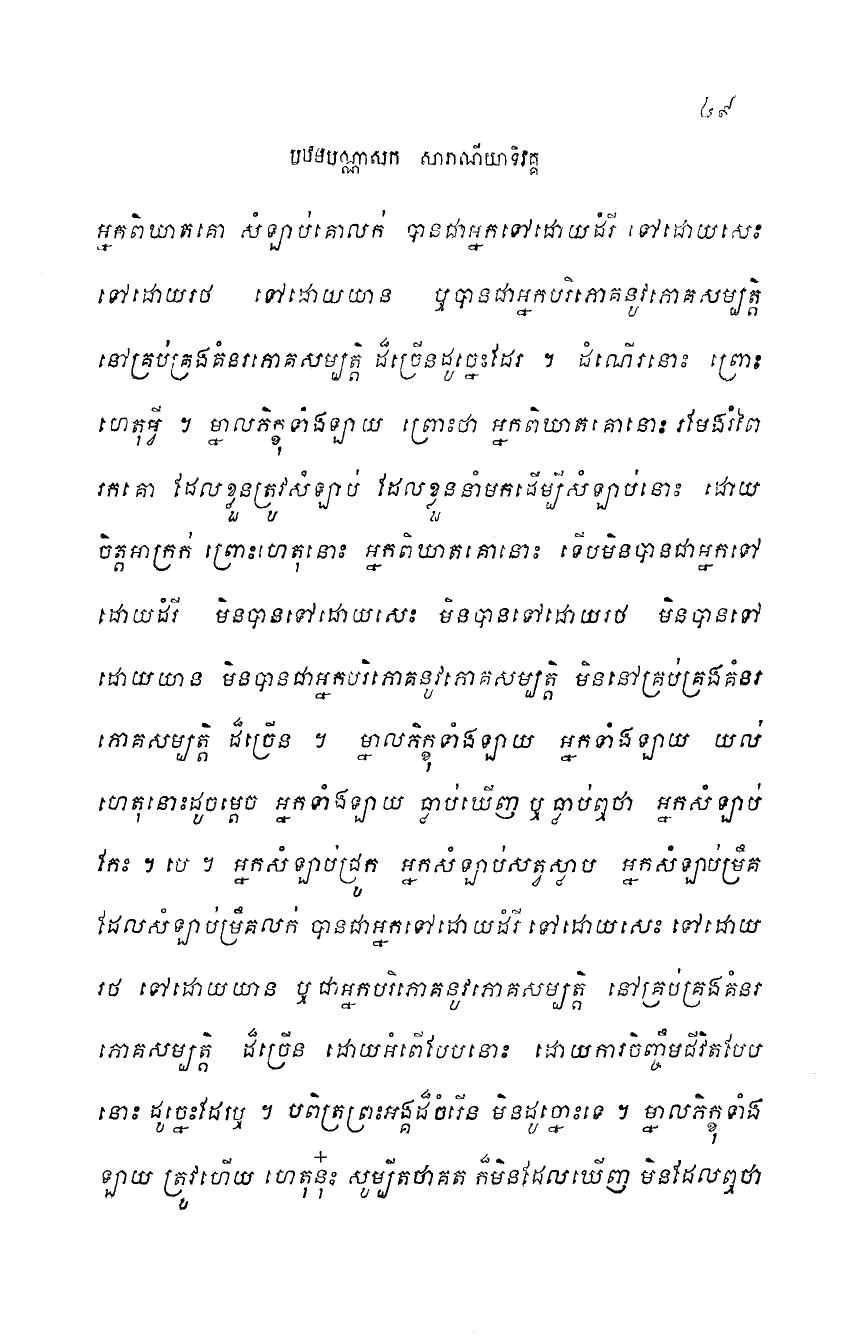 ៤៩
បឋមបណ្ណាសក សារាណីយាទិវគ្គ
អ្នកពិឃាតគោ សំឡាប់គោលក់ បានជាអ្នកទៅដោយដំរី ទៅដោយសេះ
ទៅដោយរថ ទៅដោយយាន ឬបានជាអ្នកបរិភោគនូវភោគសម្បត្តិ
នៅគ្រប់គ្រងគំនរភោគសម្បត្តិ ដ៏ច្រើនដូច្នេះដែរ ។ ដំណើរនោះ ព្រោះ
ហេតុអ្វី ។ ម្នាលភិក្ខុទាំងឡាយ ព្រោះថា អ្នកពិឃាតគោនោះ រមែងរំពៃ
រកគោ ដែលខ្លួនត្រូវសំឡាប់ ដែលខ្លួននាំមកដើម្បីសំឡាប់នោះ ដោយ
ចិត្តអាក្រក់ ព្រោះហេតុនោះ អ្នកពិឃាតគោនោះ ទើបមិនបានជាអ្នកទៅ
ដោយដំរី មិនបានទៅដោយសេះ មិនបានទៅដោយរថ មិនបានទៅ
ដោយយាន មិនបានជាអ្នកបរិភោគនូវភោគសម្បត្តិ មិននៅគ្រប់គ្រងគំនរ
ភោគសម្បត្តិ ដ៏ច្រើន ។ ម្នាលភិក្ខុទាំងឡាយ អ្នកទាំងឡាយ យល់
ហេតុនោះដូចម្តេច អ្នកទាំងឡាយ ធ្លាប់ឃើញ ឬ ធ្លាប់ឮថា អ្នកសំឡាប់
កែះ ។ បេ ។ អ្នកសំឡាប់ជ្រូក អ្នកសំឡាប់សត្វស្លាប អ្នកសំឡាប់ម្រឹគ
ដែលសំឡាប់ម្រឹគលក់ បានជាអ្នកទៅដោយដំរី ទៅដោយសេះ ទៅដោយ
រថ ទៅដោយយាន ឬ ជាអ្នកបរិភោគនូវភោគសម្បត្តិ នៅគ្រប់គ្រងគំនរ
ភោគសម្បត្តិ ដ៏ច្រើន ដោយអំពើបែបនោះ ដោយការចិញ្ចឹមជីវិតបែប
នោះ ដូច្នេះដែរឬ ។ បពិត្រព្រះអង្គដ៏ចំរើន មិនដូច្នោះទេ ។ ម្នាលភិក្ខុទាំង
ឡាយ ត្រូវហើយ ហេតុនុ៎ះ សូម្បីតថាគត ក៏មិនដែលឃើញ មិនដែលឮថា